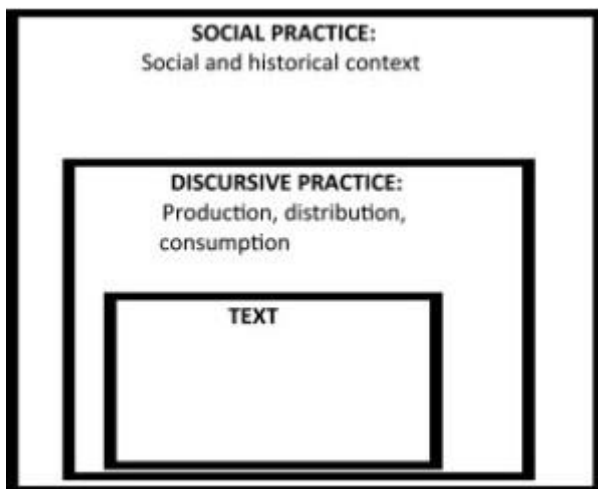 SOCIAL PRACTICE:
Social and historical context
DISCURSIVE PRACTICE:
Production, distribution,
consumption
TEXT